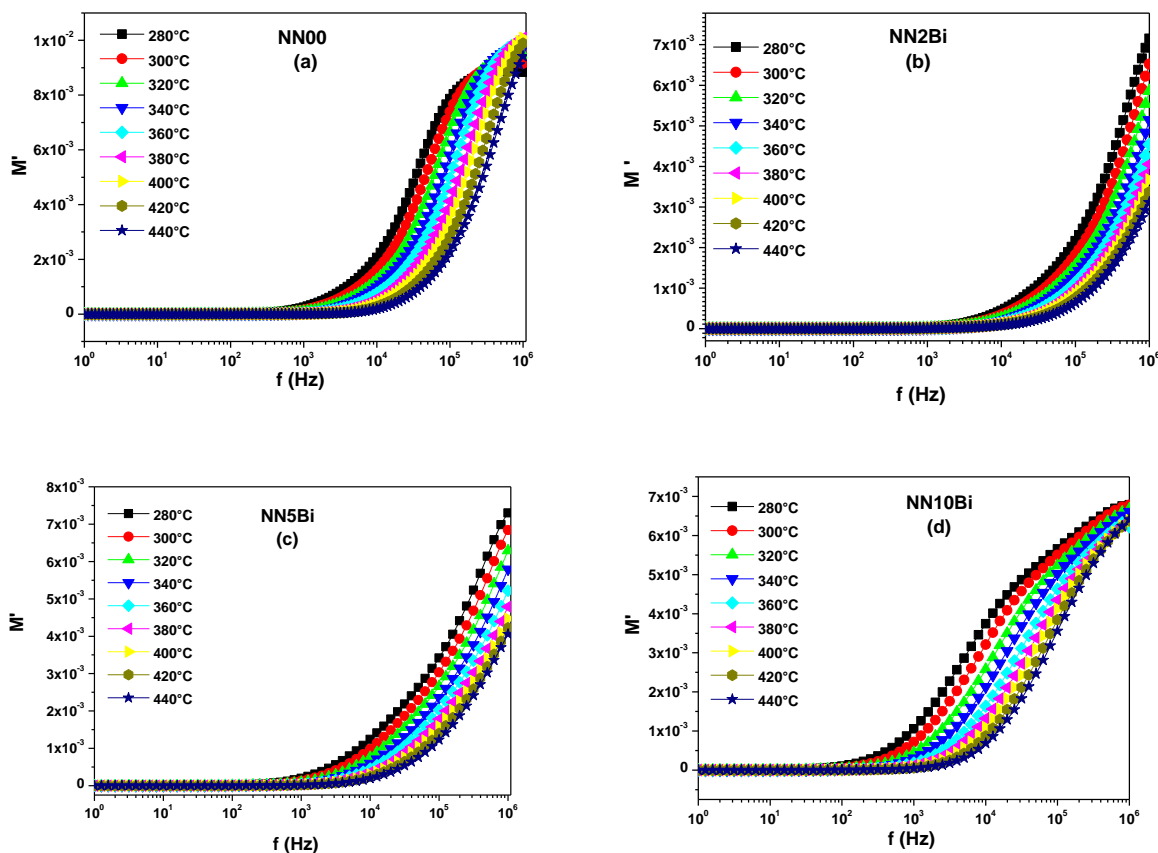 NN00
(a)
280°C
300°C
320°C
340°C
360°C
380°C
400°C
420°C
440°C
1x10⁻²
8x10⁻³
6x10⁻³
4x10⁻³
2x10⁻³
0
M'
10⁰ 10¹ 10² 10³ 10⁴ 10⁵ 10⁶
f (Hz)
NN2Bi
(b)
280°C
300°C
320°C
340°C
360°C
380°C
400°C
420°C
440°C
7x10⁻³
6x10⁻³
5x10⁻³
4x10⁻³
3x10⁻³
2x10⁻³
1x10⁻³
0
M '
10⁰ 10¹ 10² 10³ 10⁴ 10⁵ 10⁶
f (Hz)
NN5Bi
(c)
280°C
300°C
320°C
340°C
360°C
380°C
400°C
420°C
440°C
8x10⁻³
7x10⁻³
6x10⁻³
5x10⁻³
4x10⁻³
3x10⁻³
2x10⁻³
1x10⁻³
0
M'
10⁰ 10¹ 10² 10³ 10⁴ 10⁵ 10⁶
f (Hz)
NN10Bi
(d)
280°C
300°C
320°C
340°C
360°C
380°C
400°C
420°C
440°C
7x10⁻³
6x10⁻³
5x10⁻³
4x10⁻³
3x10⁻³
2x10⁻³
1x10⁻³
0
M'
10⁰ 10¹ 10² 10³ 10⁴ 10⁵ 10⁶
f (Hz)